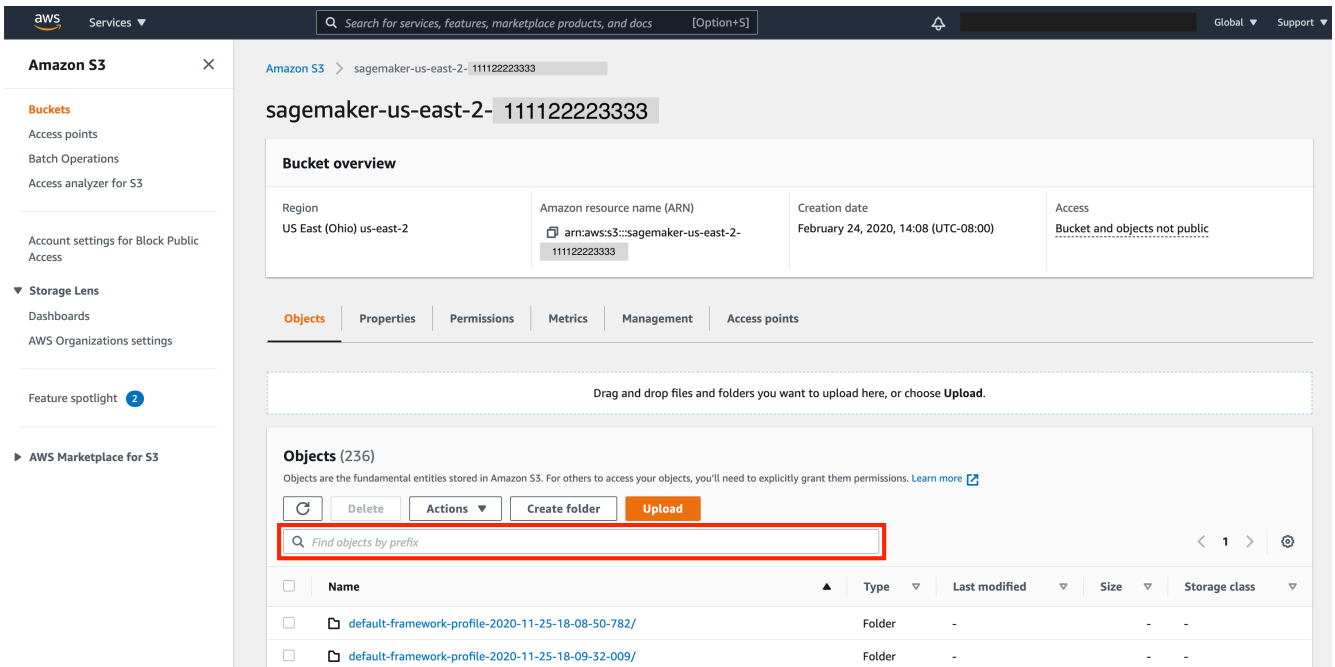 aws Services ▼ Search for services, features, marketplace products, and docs [Option+S] Global ▼ Support ▼
Amazon S3
Buckets
Access points
Batch Operations
Access analyzer for S3
Account settings for Block Public
Access
▼ Storage Lens
Dashboards
AWS Organizations settings
Feature spotlight 2
▶ AWS Marketplace for S3
Amazon S3 > sagemaker-us-east-2- 111122223333
sagemaker-us-east-2- 111122223333
Bucket overview
Region
US East (Ohio) us-east-2
Amazon resource name (ARN)
arn:aws:s3:::sagemaker-us-east-2-
111122223333
Creation date
February 24, 2020, 14:08 (UTC-08:00)
Access
Bucket and objects not public
Objects Properties Permissions Metrics Management Access points
Drag and drop files and folders you want to upload here, or choose Upload.
Objects (236)
Objects are the fundamental entities stored in Amazon S3. For others to access your objects, you'll need to explicitly grant them permissions. Learn more
Delete Actions ▼ Create folder Upload
Find objects by prefix < 1 >
Name ▲ Type ▽ Last modified ▽ Size ▽ Storage class ▽
default-framework-profile-2020-11-25-18-08-50-782/ Folder - - -
default-framework-profile-2020-11-25-18-09-32-009/ Folder - - -